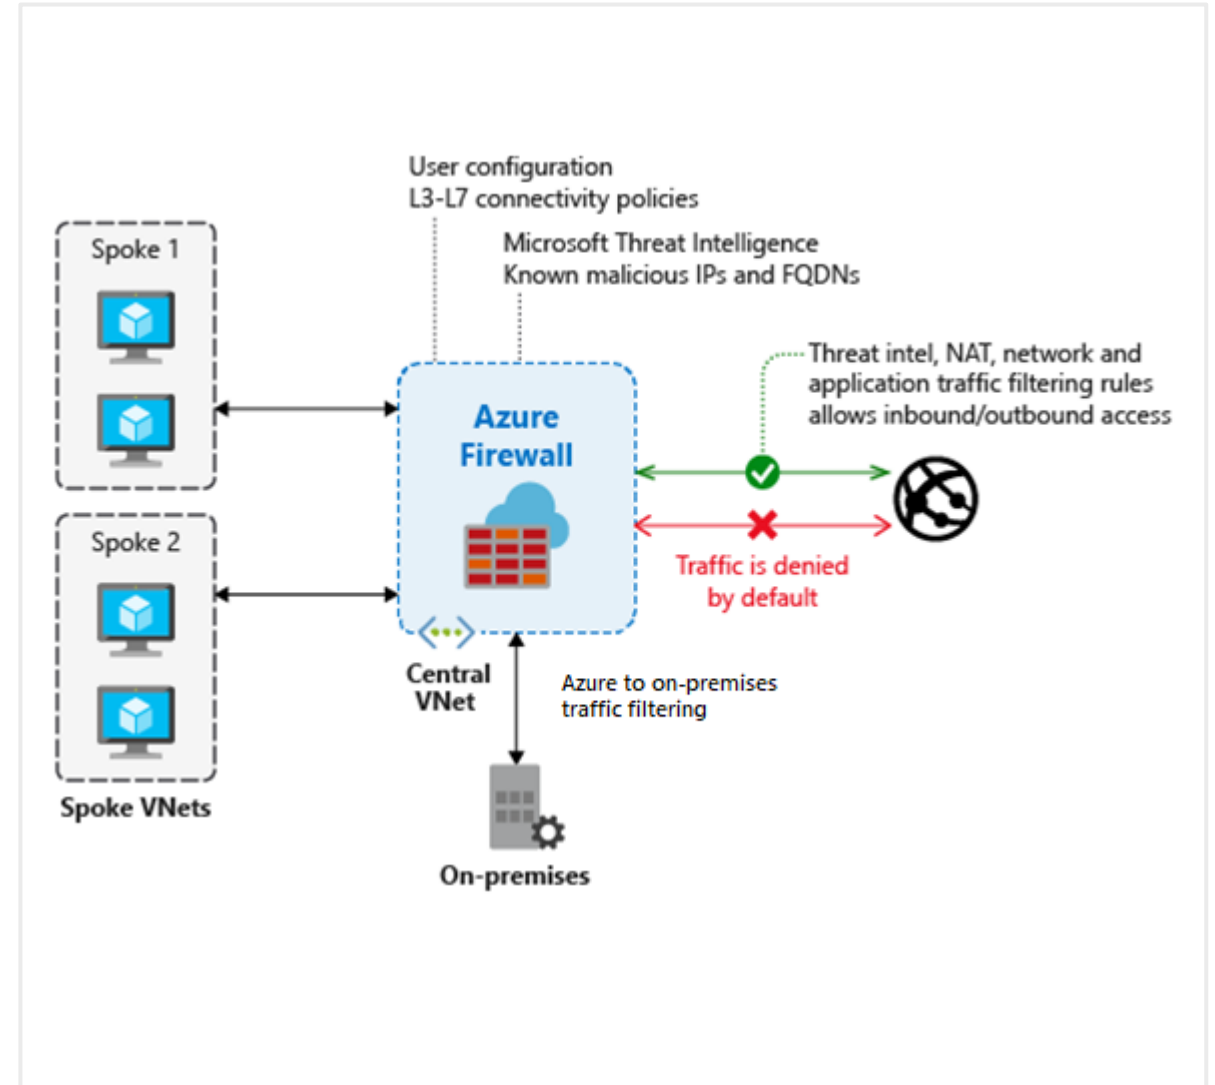 User configuration
L3-L7 connectivity policies
Microsoft Threat Intelligence
Known malicious IPs and FQDNs
Spoke 1
Threat intel, NAT, network and
application traffic filtering rules
allows inbound/outbound access
Azure
Firewall
Traffic is denied
by default
Spoke 2
Central
VNet
Azure to on-premises
traffic filtering
Spoke VNets
On-premises